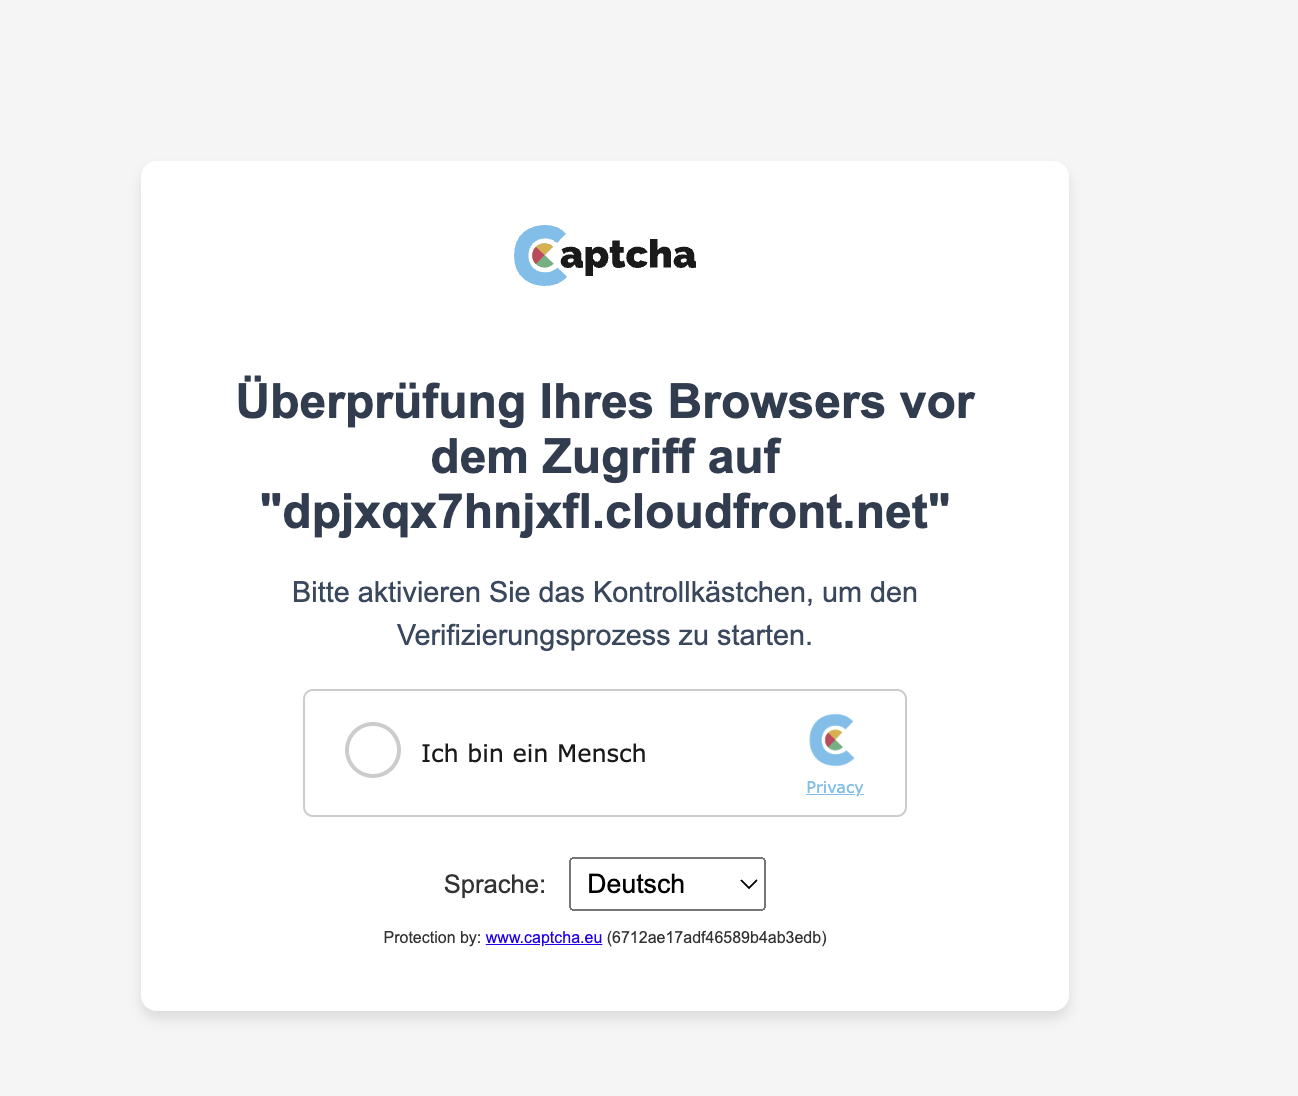 Captcha
Überprüfung Ihres Browsers vor
dem Zugriff auf
"dpjxqx7hnjxfl.cloudfront.net"
Bitte aktivieren Sie das Kontrollkästchen, um den
Verifizierungsprozess zu starten.
Ich bin ein Mensch
Privacy
Sprache: Deutsch
Protection by: www.captcha.eu (6712ae17adf46589b4ab3edb)